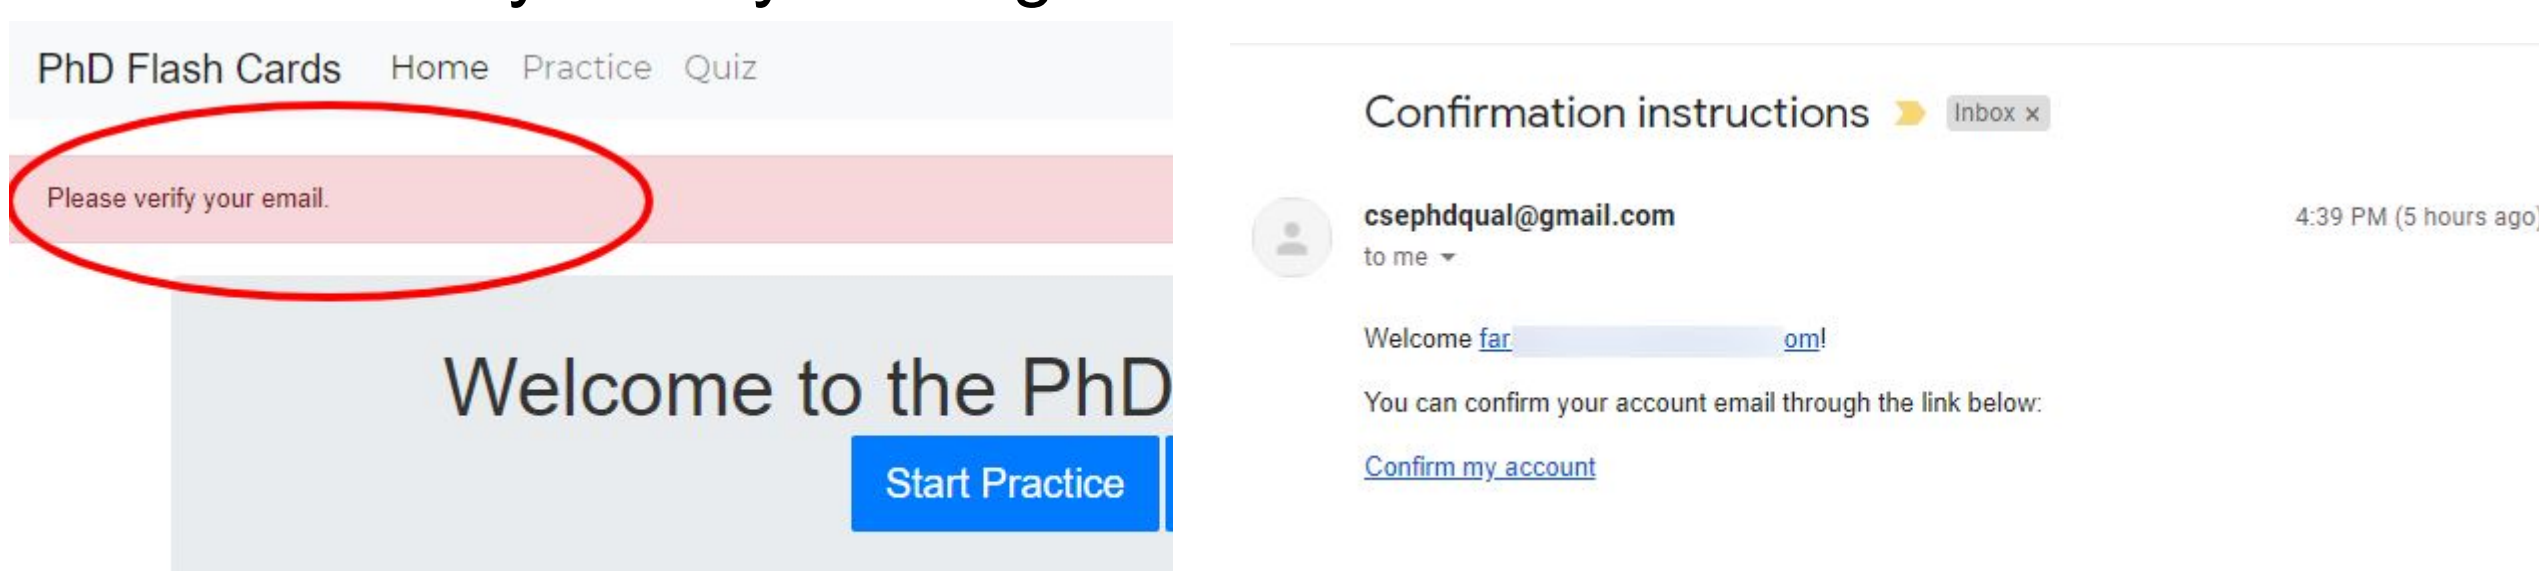 PhD Flash Cards Home Practice Quiz
Please verify your email.
Welcome to the PhD
Start Practice
Confirmation instructions Inbox x
csephdqual@gmail.com 4:39 PM (5 hours ago)
to me
Welcome far om!
You can confirm your account email through the link below:
Confirm my account